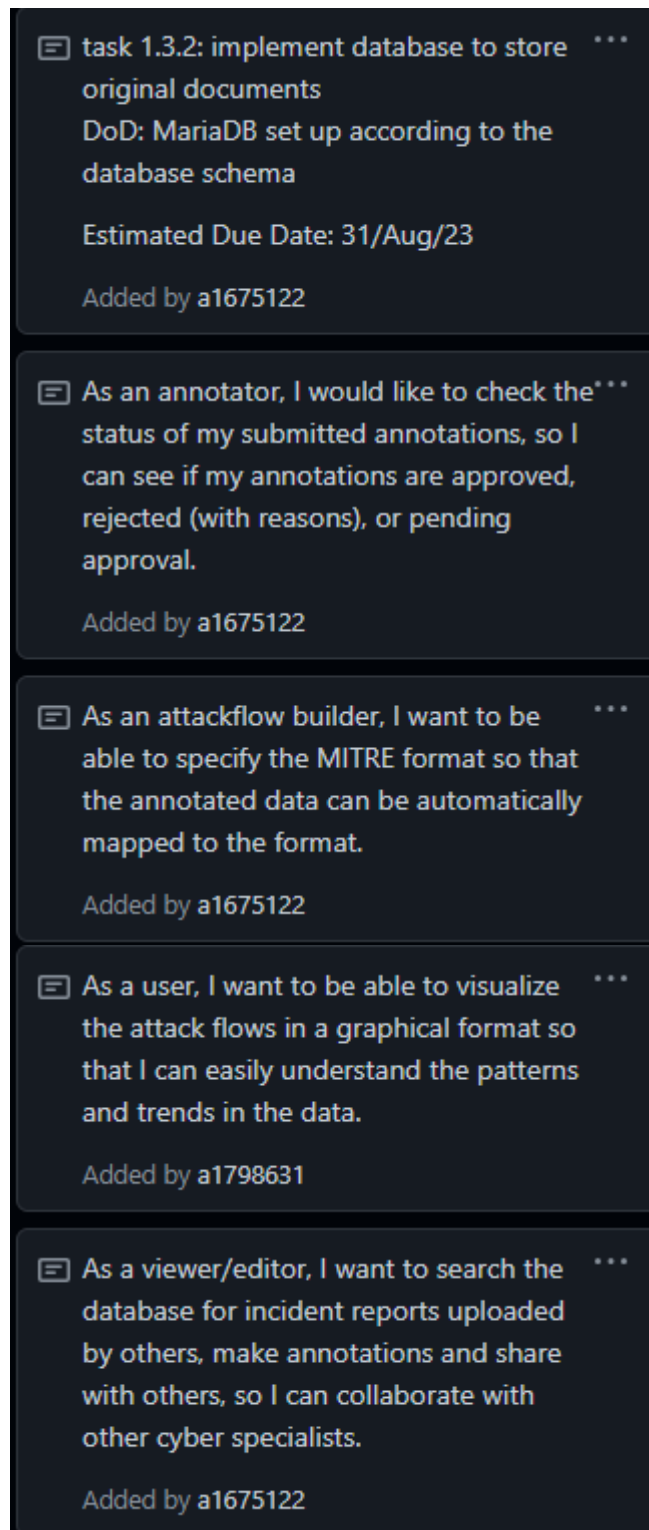 task 1.3.2: implement database to store
original documents
DoD: MariaDB set up according to the
database schema
Estimated Due Date: 31/Aug/23
Added by a1675122
As an annotator, I would like to check the
status of my submitted annotations, so I
can see if my annotations are approved,
rejected (with reasons), or pending
approval.
Added by a1675122
As an attackflow builder, I want to be
able to specify the MITRE format so that
the annotated data can be automatically
mapped to the format.
Added by a1675122
As a user, I want to be able to visualize
the attack flows in a graphical format so
that I can easily understand the patterns
and trends in the data.
Added by a1798631
As a viewer/editor, I want to search the
database for incident reports uploaded
by others, make annotations and share
with others, so I can collaborate with
other cyber specialists.
Added by a1675122